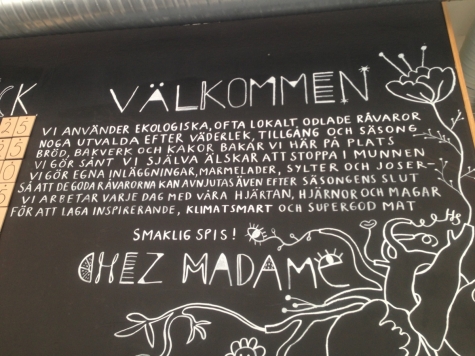 CK
VÄLKOMMEN
VI ANVÄNDER EKOLOGISKA, OFTA LOKALT, ODLADE RÅVAROR
NOGA UTVALDA EFTER VÄDERLEK, TILLGÅNG OCH SÄSONG
BRÖD, BAKVERK OCH KAKOR BAKAR VI HÄR PÅ PLATS
VI GÖR SÅNT VI SJÄLVA ÄLSKAR ATT STOPPA I MUNNEN
VI GÖR EGNA INLÄGGNINGAR, MARMELADER, SYLTER OCH JOSER-
SÅ ATT DE GODA RÅVARORNA KAN AVNJUTAS ÄVEN EFTER SÄSONGENS SLUT
VI ARBETAR VARJE DAG MED VÅRA HJÄRTAN, HJÄRNOR OCH MAGAR
FÖR ATT LAGA INSPIRERANDE, KLIMATSMART OCH SUPERGOD MAT
SMAKLIG SPIS!
CHEZ MADAME